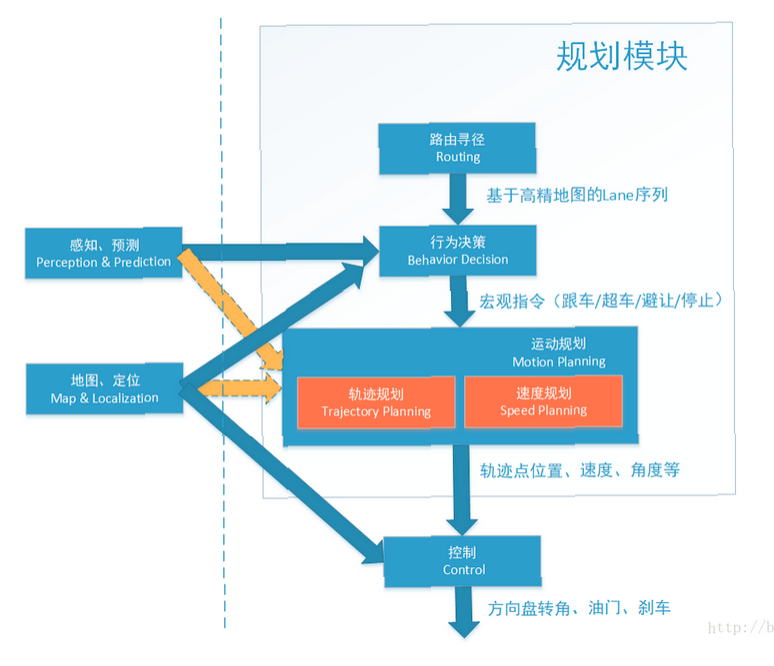 规划模块
路由寻径
Routing
基于高精地图的Lane序列
感知、预测
Perception & Prediction
行为决策
Behavior Decision
宏观指令（跟车/超车/避让/停止）
运动规划
Motion Planning
地图、定位
Map & Localization
轨迹规划
Trajectory Planning
速度规划
Speed Planning
轨迹点位置、速度、角度等
控制
Control
方向盘转角、油门、刹车
http://b